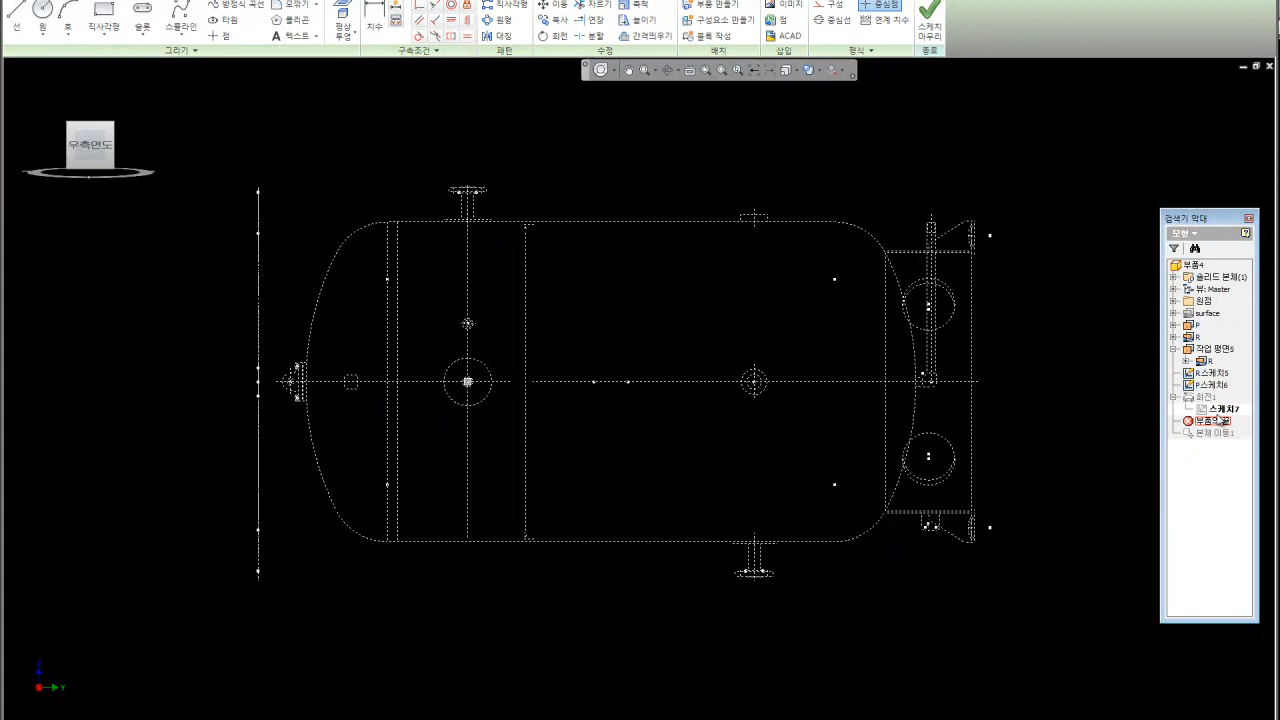 방정식 곡선 모깎기 형상 치수 직사각형 이동 자르기 축척 부품 만들기 이미지 구성 중심점 스케치
선 원 호 직사각형 슬롯 스플라인 타원 폴리곤 투영 원형 복사 연장 늘이기 구성요소 만들기 점 중심선 연계 치수 마무리
점 텍스트 대칭 회전 분할 간격띄우기 블록 작성 ACAD
그리기 구속조건 패턴 수정 배치 삽입 형식 종료
우측면도
검색기 막대
모형
부품4
솔리드 본체(1)
뷰: Master
원점
surface
P
R
작업 평면5
R
R스케치5
P스케치6
회전1
스케치7
본체 이동1
Y